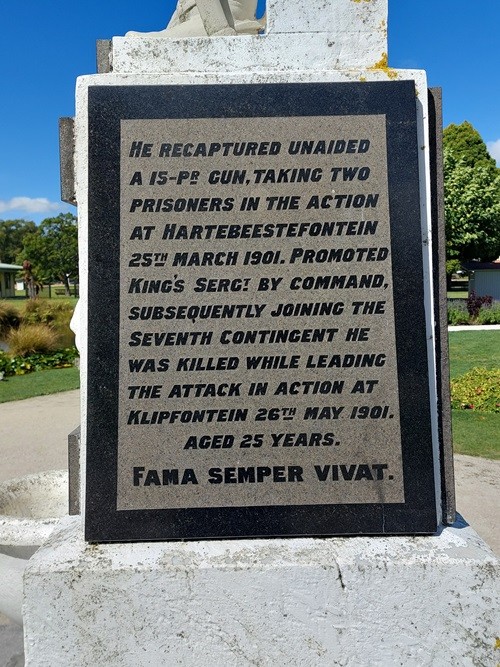 HE RECAPTURED UNAIDED
A 15-PR GUN, TAKING TWO
PRISONERS IN THE ACTION
AT HARTEBEESTEFONTEIN
25TH MARCH 1901. PROMOTED
KING'S SERGT BY COMMAND,
SUBSEQUENTLY JOINING THE
SEVENTH CONTINGENT HE
WAS KILLED WHILE LEADING
THE ATTACK IN ACTION AT
KLIPFONTEIN 26TH MAY 1901.
AGED 25 YEARS.
FAMA SEMPER VIVAT.